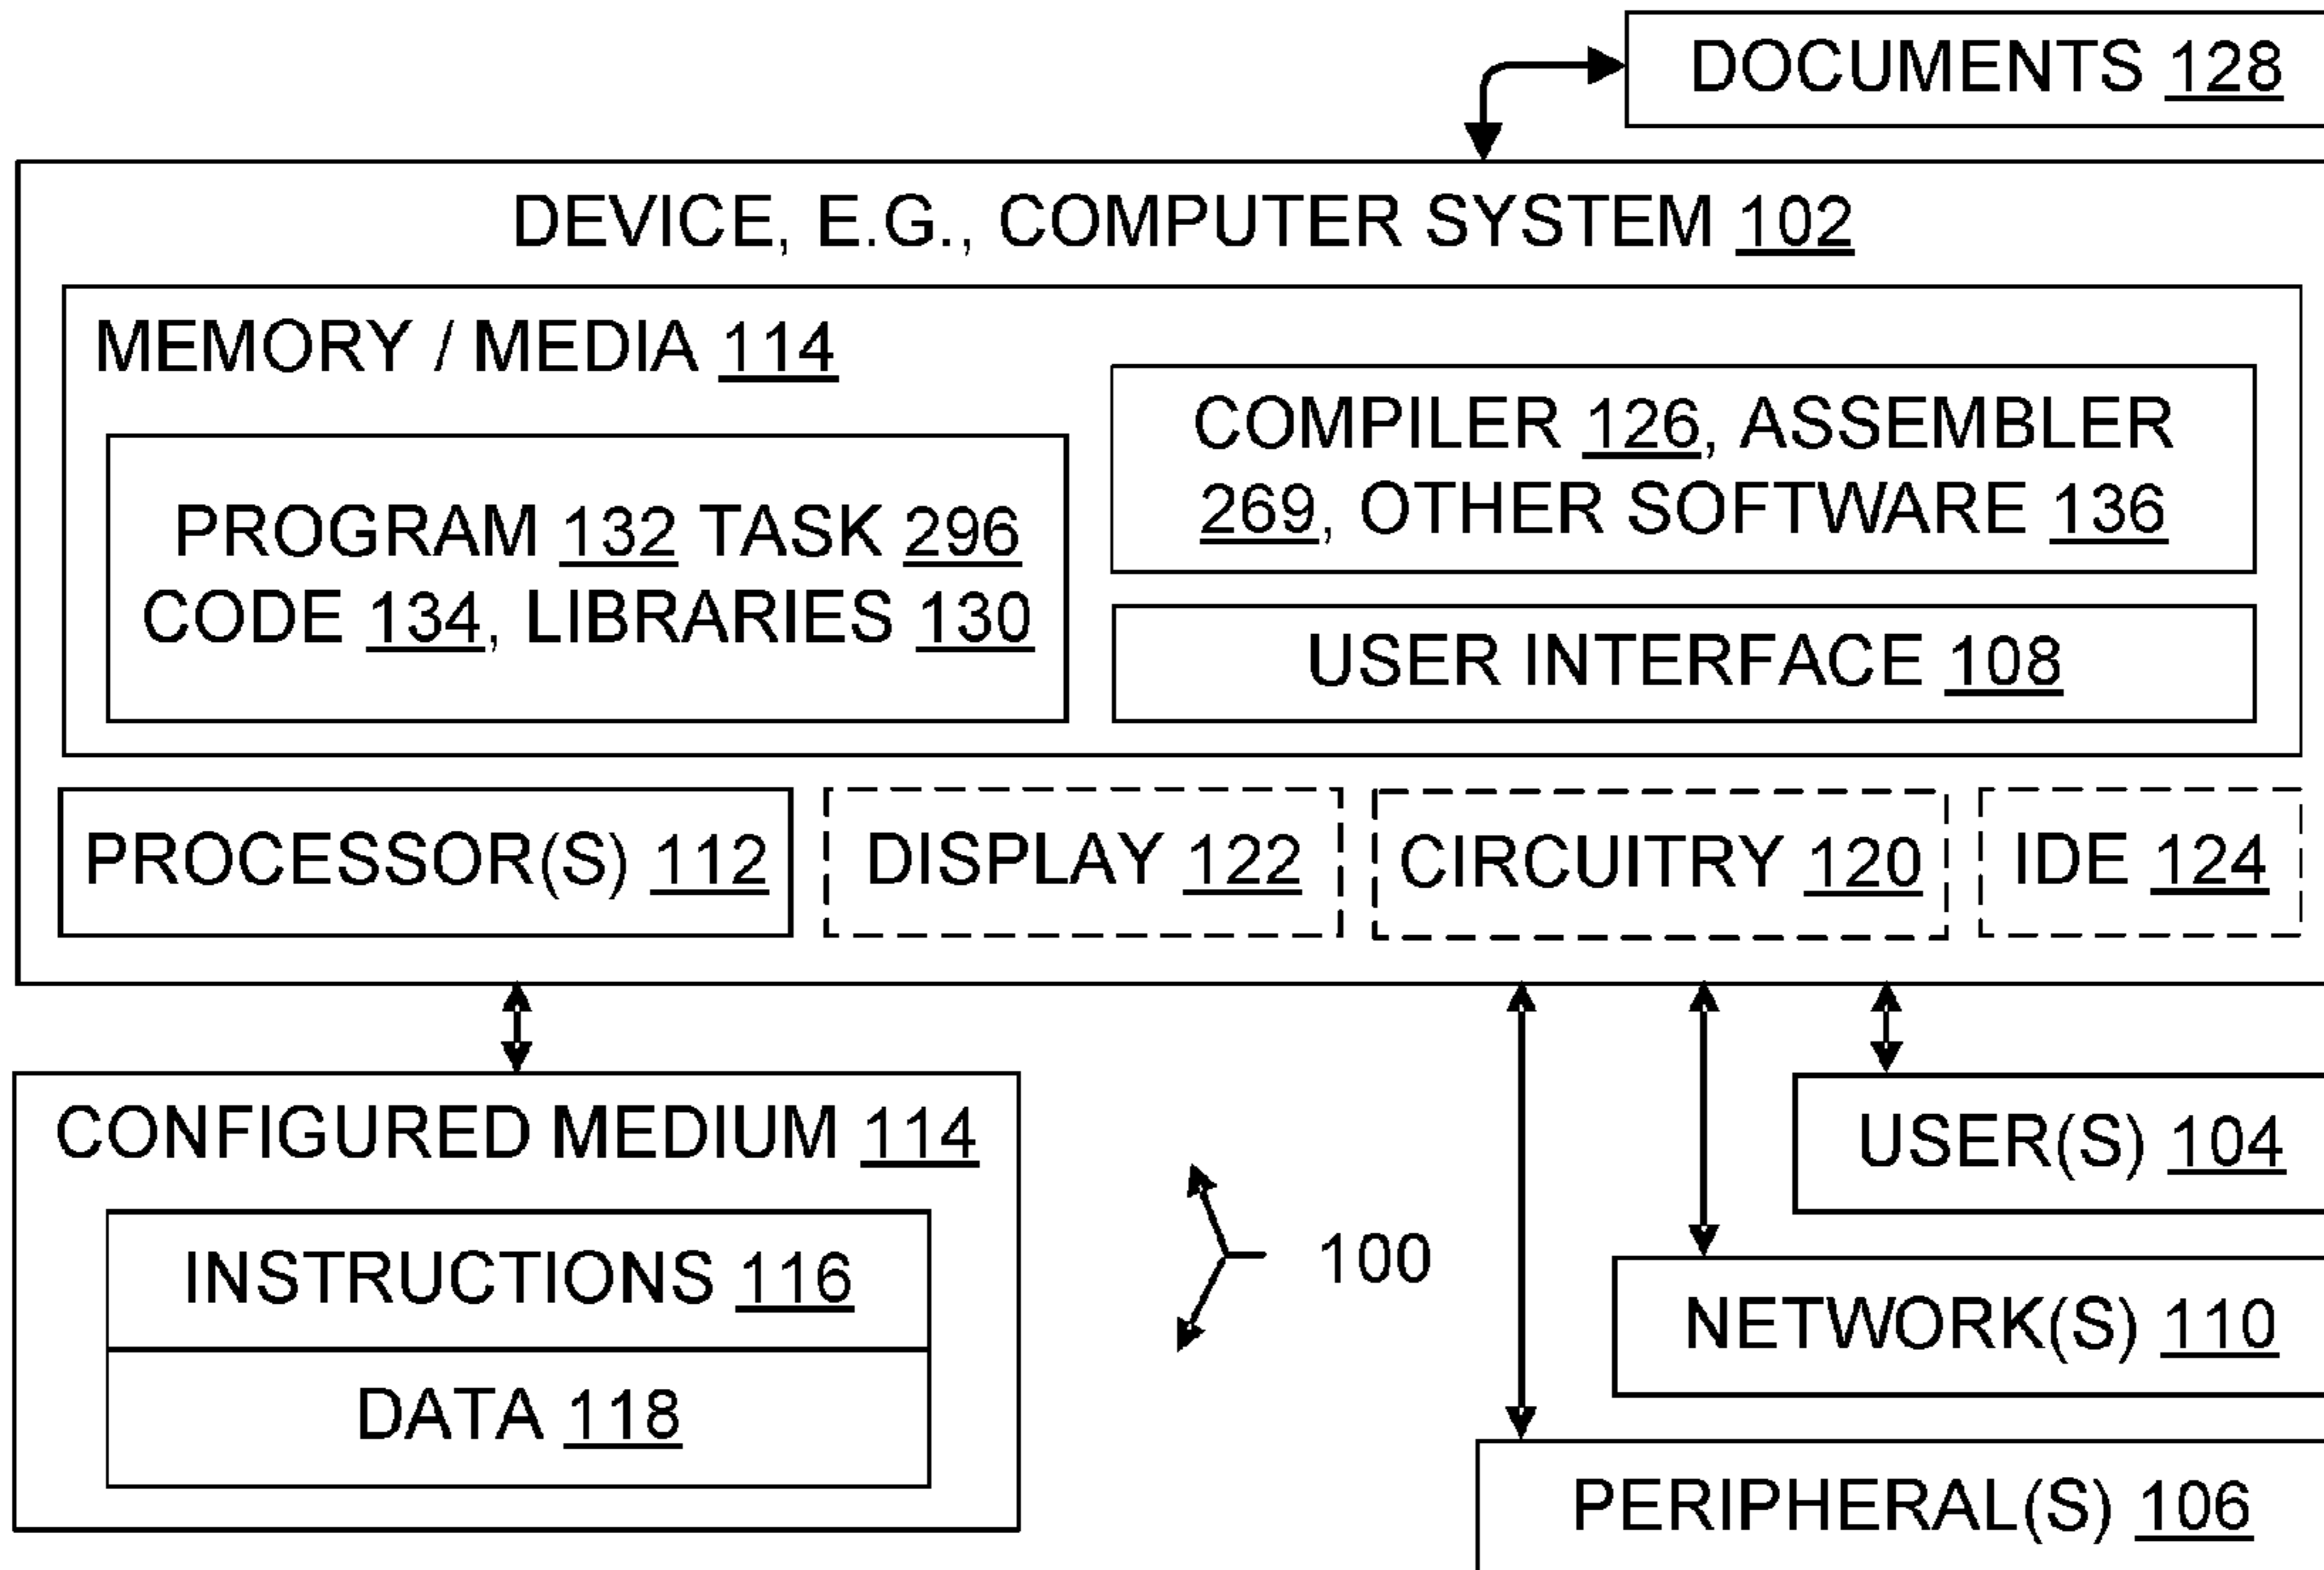 DOCUMENTS 128
DEVICE, E.G., COMPUTER SYSTEM 102
MEMORY / MEDIA 114
PROGRAM 132 TASK 296
CODE 134, LIBRARIES 130
COMPILER 126, ASSEMBLER
269, OTHER SOFTWARE 136
USER INTERFACE 108
PROCESSOR(S) 112
DISPLAY 122
CIRCUITRY 120
IDE 124
CONFIGURED MEDIUM 114
INSTRUCTIONS 116
DATA 118
100
USER(S) 104
NETWORK(S) 110
PERIPHERAL(S) 106